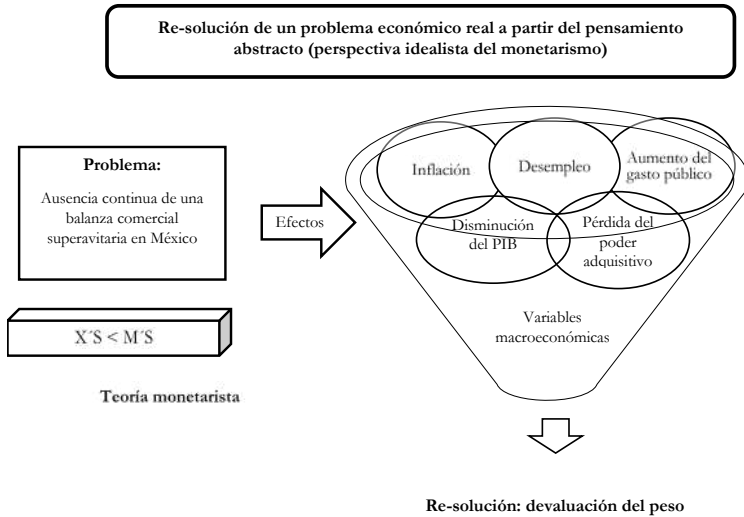 Re-solución de un problema económico real a partir del pensamiento
abstracto (perspectiva idealista del monetarismo)
Problema:
Ausencia continua de una
balanza comercial
superavitaria en México
X´S < M´S
Teoría monetarista
Efectos
Inflación
Desempleo
Aumento del
gasto público
Disminución
del PIB
Pérdida del
poder
adquisitivo
Variables
macroeconómicas
Re-solución: devaluación del peso